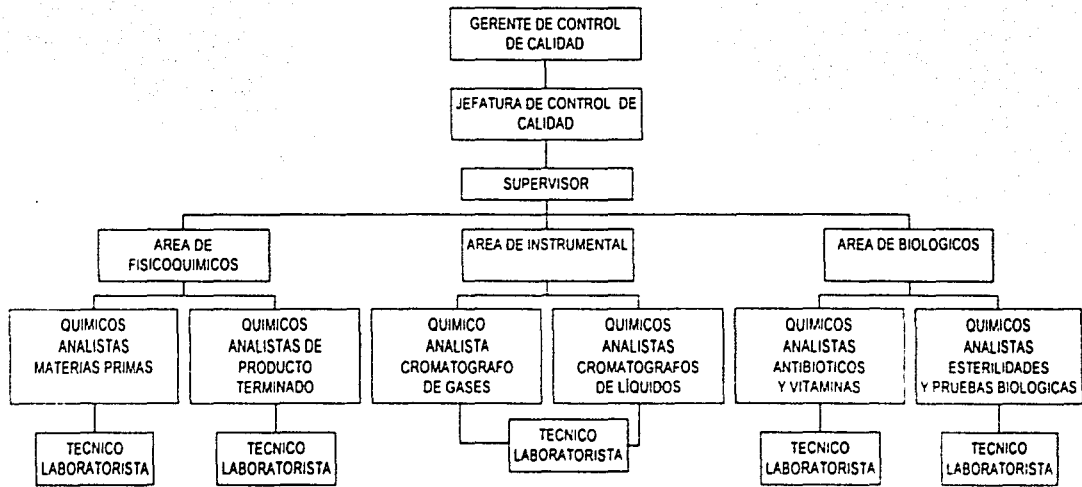 GERENTE DE CONTROL
DE CALIDAD
JEFATURA DE CONTROL DE
CALIDAD
SUPERVISOR
AREA DE
FISICOQUIMICOS
AREA DE INSTRUMENTAL
AREA DE BIOLOGICOS
QUIMICOS
ANALISTAS
MATERIAS PRIMAS
QUIMICOS
ANALISTAS DE
PRODUCTO
TERMINADO
QUIMICO
ANALISTA
CROMATOGRAFO
DE GASES
QUIMICOS
ANALISTAS
CROMATOGRAFOS
DE LÍQUIDOS
QUIMICOS
ANALISTAS
ANTIBIOTICOS
Y VITAMINAS
QUIMICOS
ANALISTAS
ESTERILIDADES
Y PRUEBAS BIOLOGICAS
TECNICO
LABORATORISTA
TECNICO
LABORATORISTA
TECNICO
LABORATORISTA
TECNICO
LABORATORISTA
TECNICO
LABORATORISTA